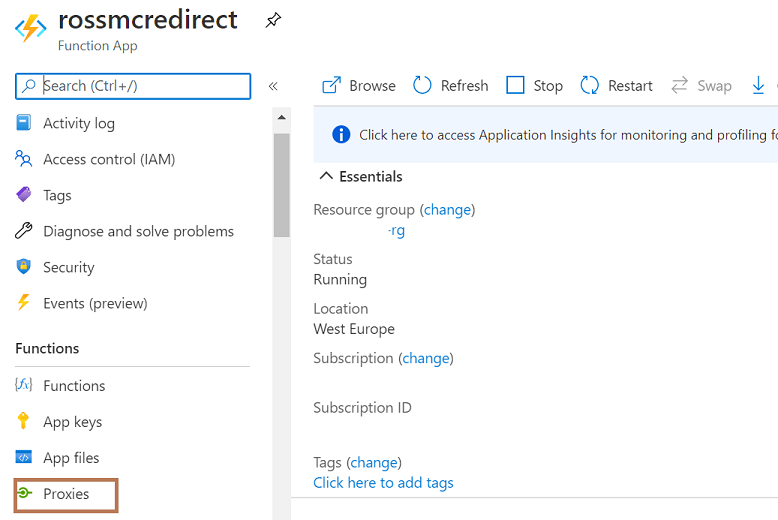 rossmcredirect
Function App
Search (Ctrl+/)
«
Activity log
Access control (IAM)
Tags
Diagnose and solve problems
Security
Events (preview)
Functions
Functions
App keys
App files
Proxies
Browse
Refresh
Stop
Restart
Swap
Click here to access Application Insights for monitoring and profiling fo
Essentials
Resource group (change)
-rg
Status
Running
Location
West Europe
Subscription (change)
Subscription ID
Tags (change)
Click here to add tags